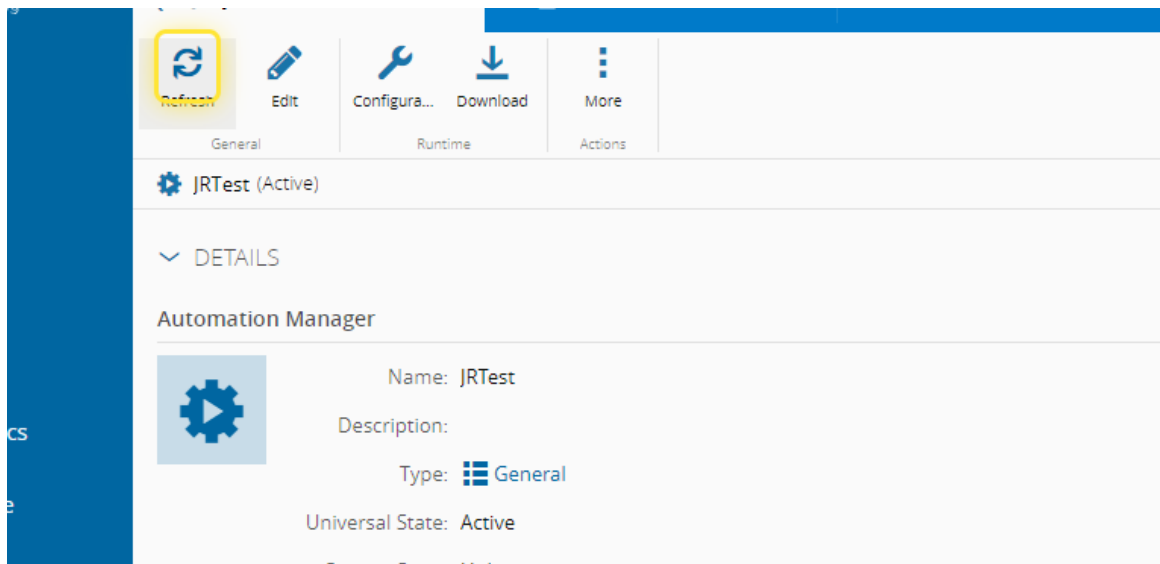 Refresh Edit Configura... Download More
General Runtime Actions
JRTest (Active)
DETAILS
Automation Manager
Name: JRTest
Description:
cs
Type: General
Universal State: Active